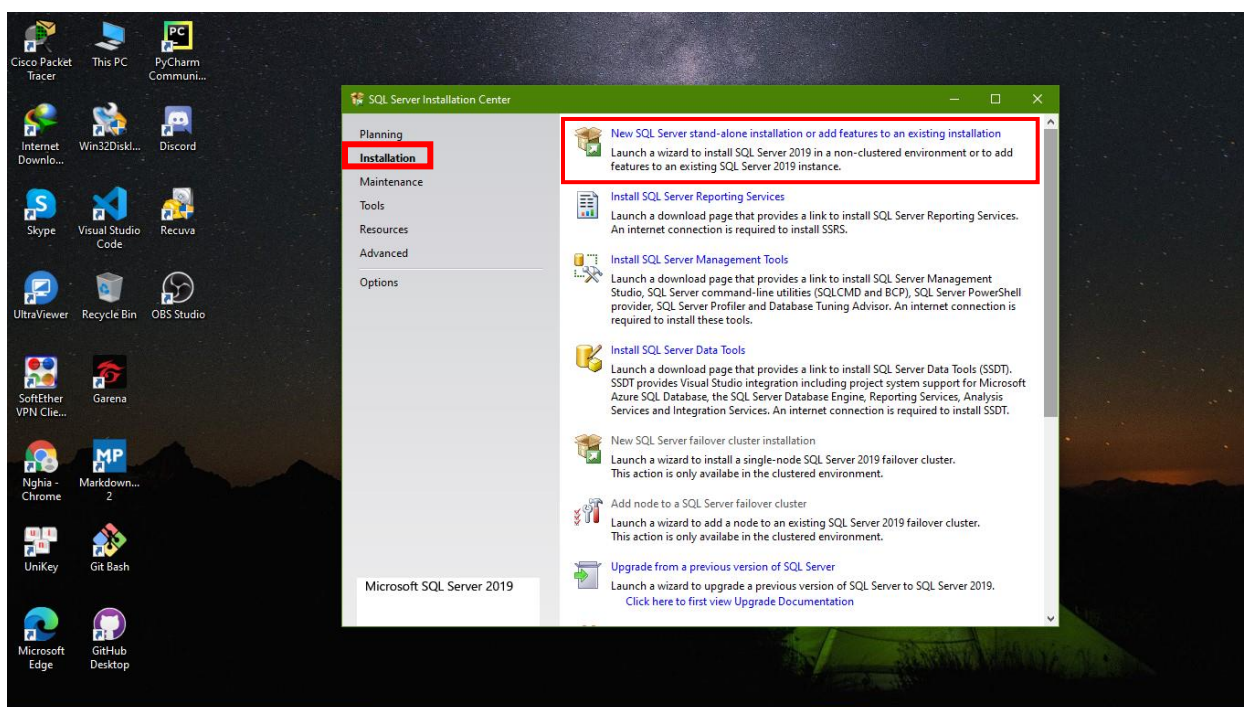 Cisco Packet
Tracer
This PC
PyCharm
Communi...
Internet
Downlo...
Win32Diskl...
Discord
Skype
Visual Studio
Code
Recuva
UltraViewer
Recycle Bin
OBS Studio
SoftEther
VPN Clie...
Garena
Nghia -
Chrome
Markdown...
2
UniKey
Git Bash
Microsoft
Edge
GitHub
Desktop
SQL Server Installation Center
Planning
Installation
Maintenance
Tools
Resources
Advanced
Options
Microsoft SQL Server 2019
New SQL Server stand-alone installation or add features to an existing installation
Launch a wizard to install SQL Server 2019 in a non-clustered environment or to add
features to an existing SQL Server 2019 instance.
Install SQL Server Reporting Services
Launch a download page that provides a link to install SQL Server Reporting Services.
An internet connection is required to install SSRS.
Install SQL Server Management Tools
Launch a download page that provides a link to install SQL Server Management
Studio, SQL Server command-line utilities (SQLCMD and BCP), SQL Server PowerShell
provider, SQL Server Profiler and Database Tuning Advisor. An internet connection is
required to install these tools.
Install SQL Server Data Tools
Launch a download page that provides a link to install SQL Server Data Tools (SSDT).
SSDT provides Visual Studio integration including project system support for Microsoft
Azure SQL Database, the SQL Server Database Engine, Reporting Services, Analysis
Services and Integration Services. An internet connection is required to install SSDT.
New SQL Server failover cluster installation
Launch a wizard to install a single-node SQL Server 2019 failover cluster.
This action is only availabe in the clustered environment.
Add node to a SQL Server failover cluster
Launch a wizard to add a node to an existing SQL Server 2019 failover cluster.
This action is only availabe in the clustered environment.
Upgrade from a previous version of SQL Server
Launch a wizard to upgrade a previous version of SQL Server to SQL Server 2019.
Click here to first view Upgrade Documentation